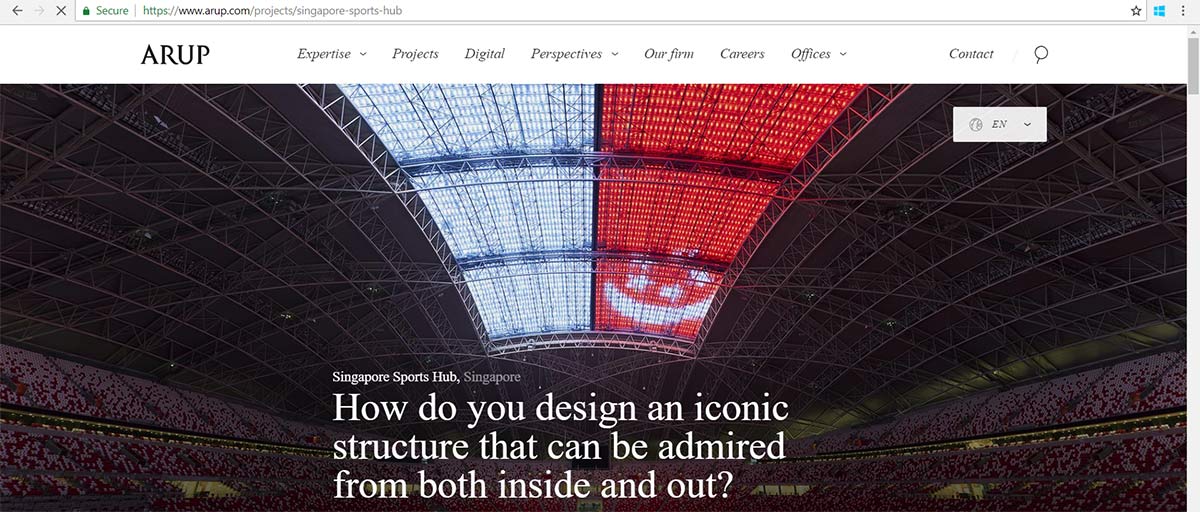 Secure https://www.arup.com/projects/singapore-sports-hub
ARUP Expertise Projects Digital Perspectives Our firm Careers Offices Contact
EN
Singapore Sports Hub, Singapore
How do you design an iconic
structure that can be admired
from both inside and out?